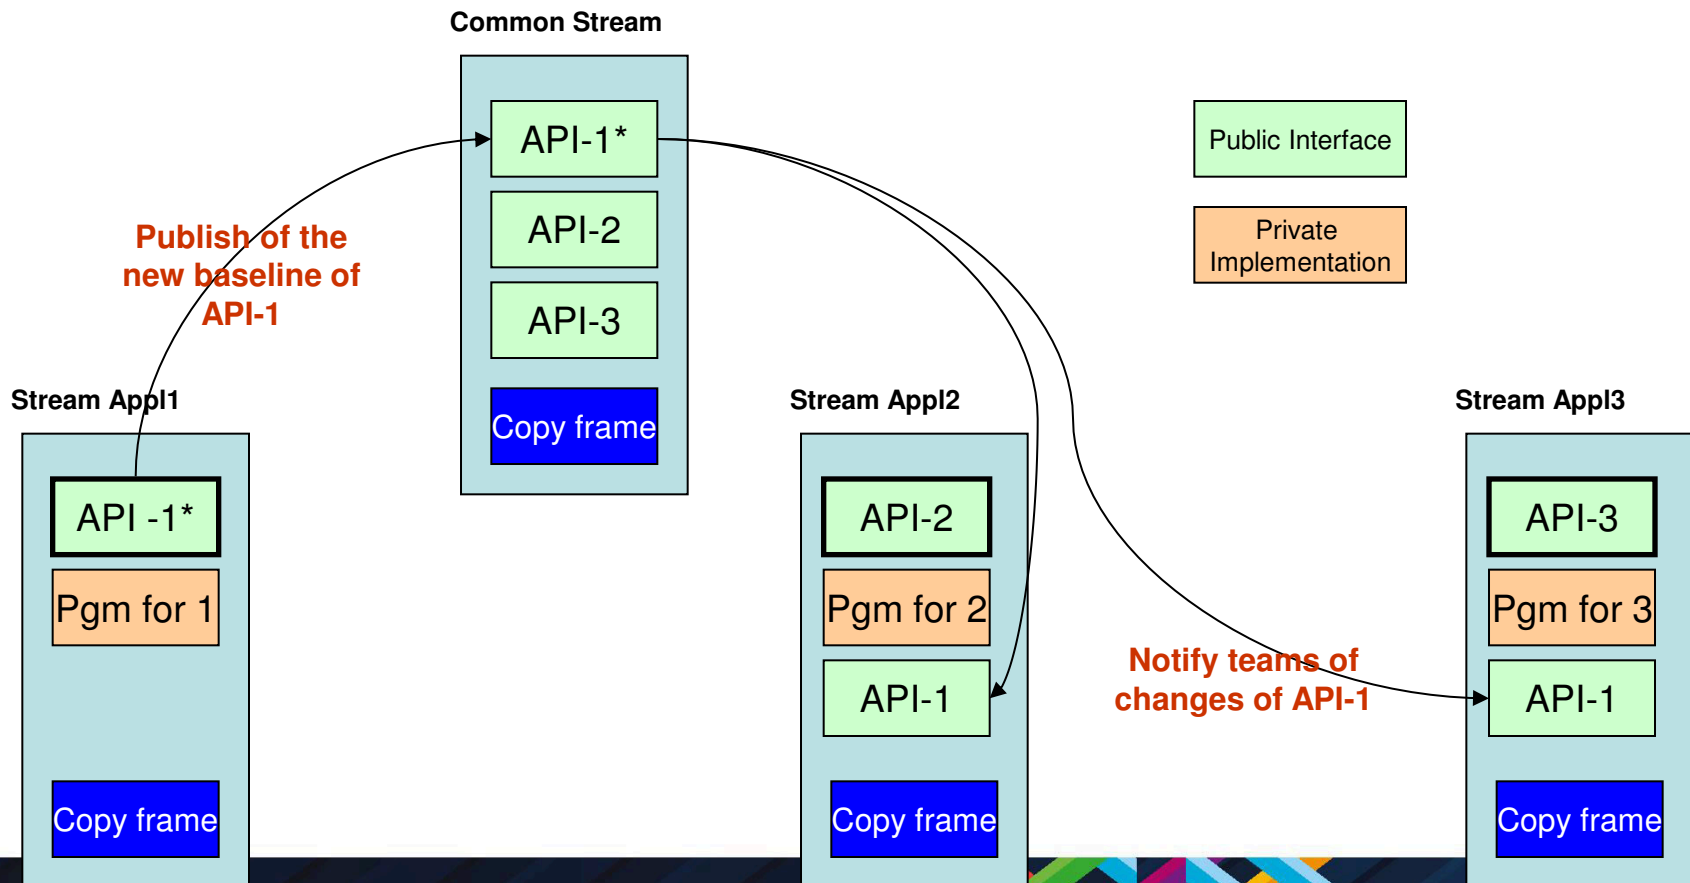 Common Stream
API-1*
API-2
API-3
Copy frame
Public Interface
Private
Implementation
Publish of the
new baseline of
API-1
Stream Appl1
API -1*
Pgm for 1
Copy frame
Stream Appl2
API-2
Pgm for 2
API-1
Copy frame
Notify teams of
changes of API-1
Stream Appl3
API-3
Pgm for 3
API-1
Copy frame